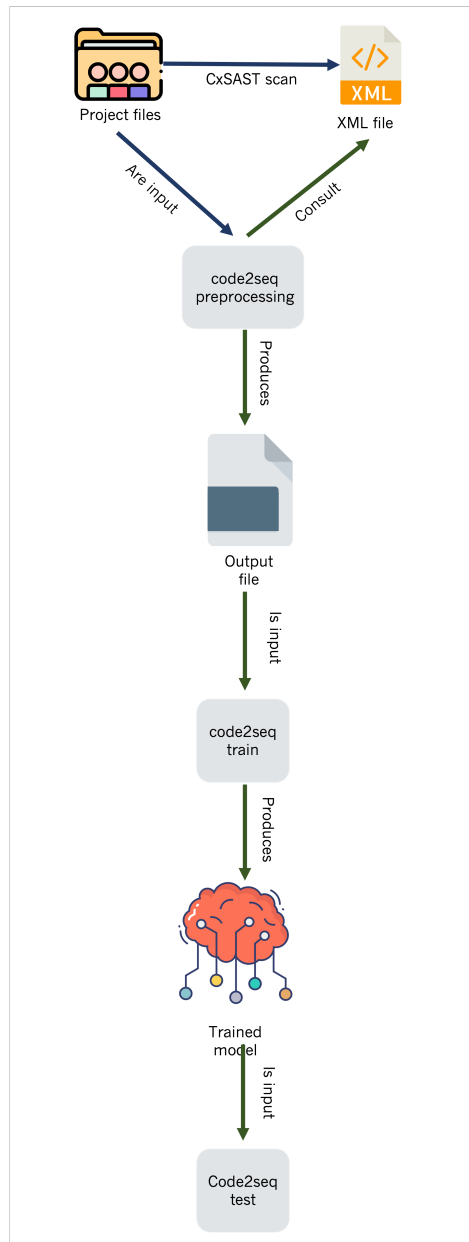 CxSAST scan
XML
Project files
XML file
Are input
Consult
code2seq
preprocessing
Produces
Output
file
Is input
code2seq
train
Produces
Trained
model
Is input
Code2seq
test